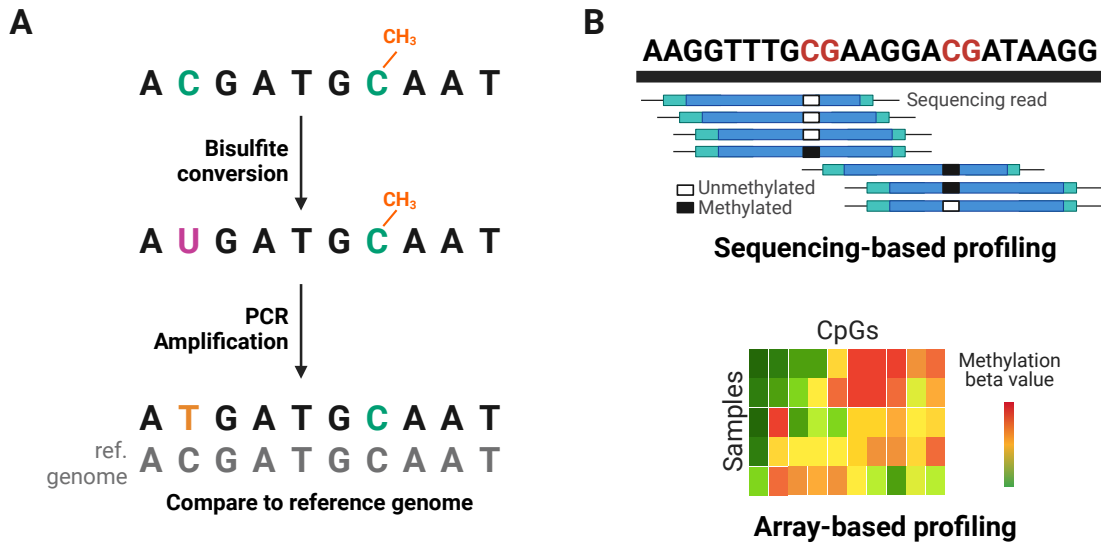 A
CH₃
A C G A T G C A A T
Bisulfite
conversion
CH₃
A U G A T G C A A T
PCR
Amplification
A T G A T G C A A T
ref.
genome
A C G A T G C A A T
Compare to reference genome
B
AAGGTTTGCGAAGGACGATAAGG
Sequencing read
Unmethylated
Methylated
Sequencing-based profiling
CpGs
Samples
Methylation
beta value
Array-based profiling